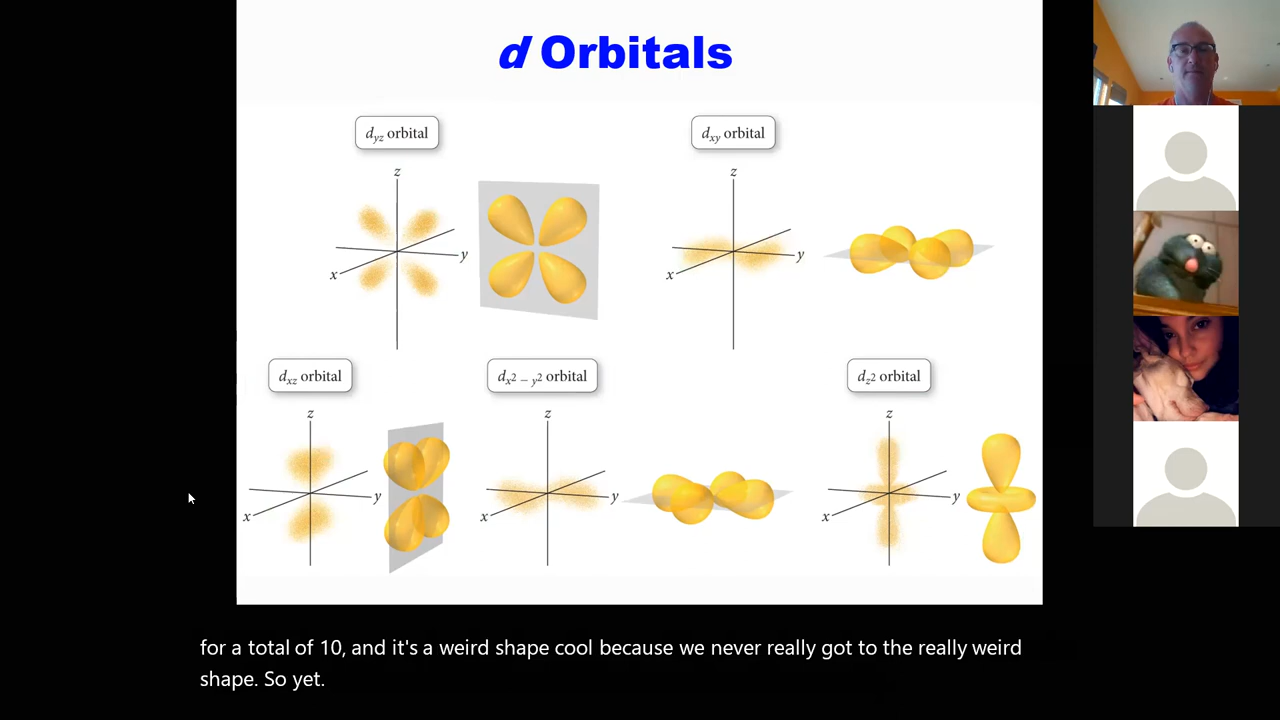 d Orbitals
dyz orbital
dxy orbital
z
z
y
x
y
x
dxz orbital
dx2 – y2 orbital
dz2 orbital
z
z
z
y
x
y
x
y
x
for a total of 10, and it's a weird shape cool because we never really got to the really weird
shape. So yet.